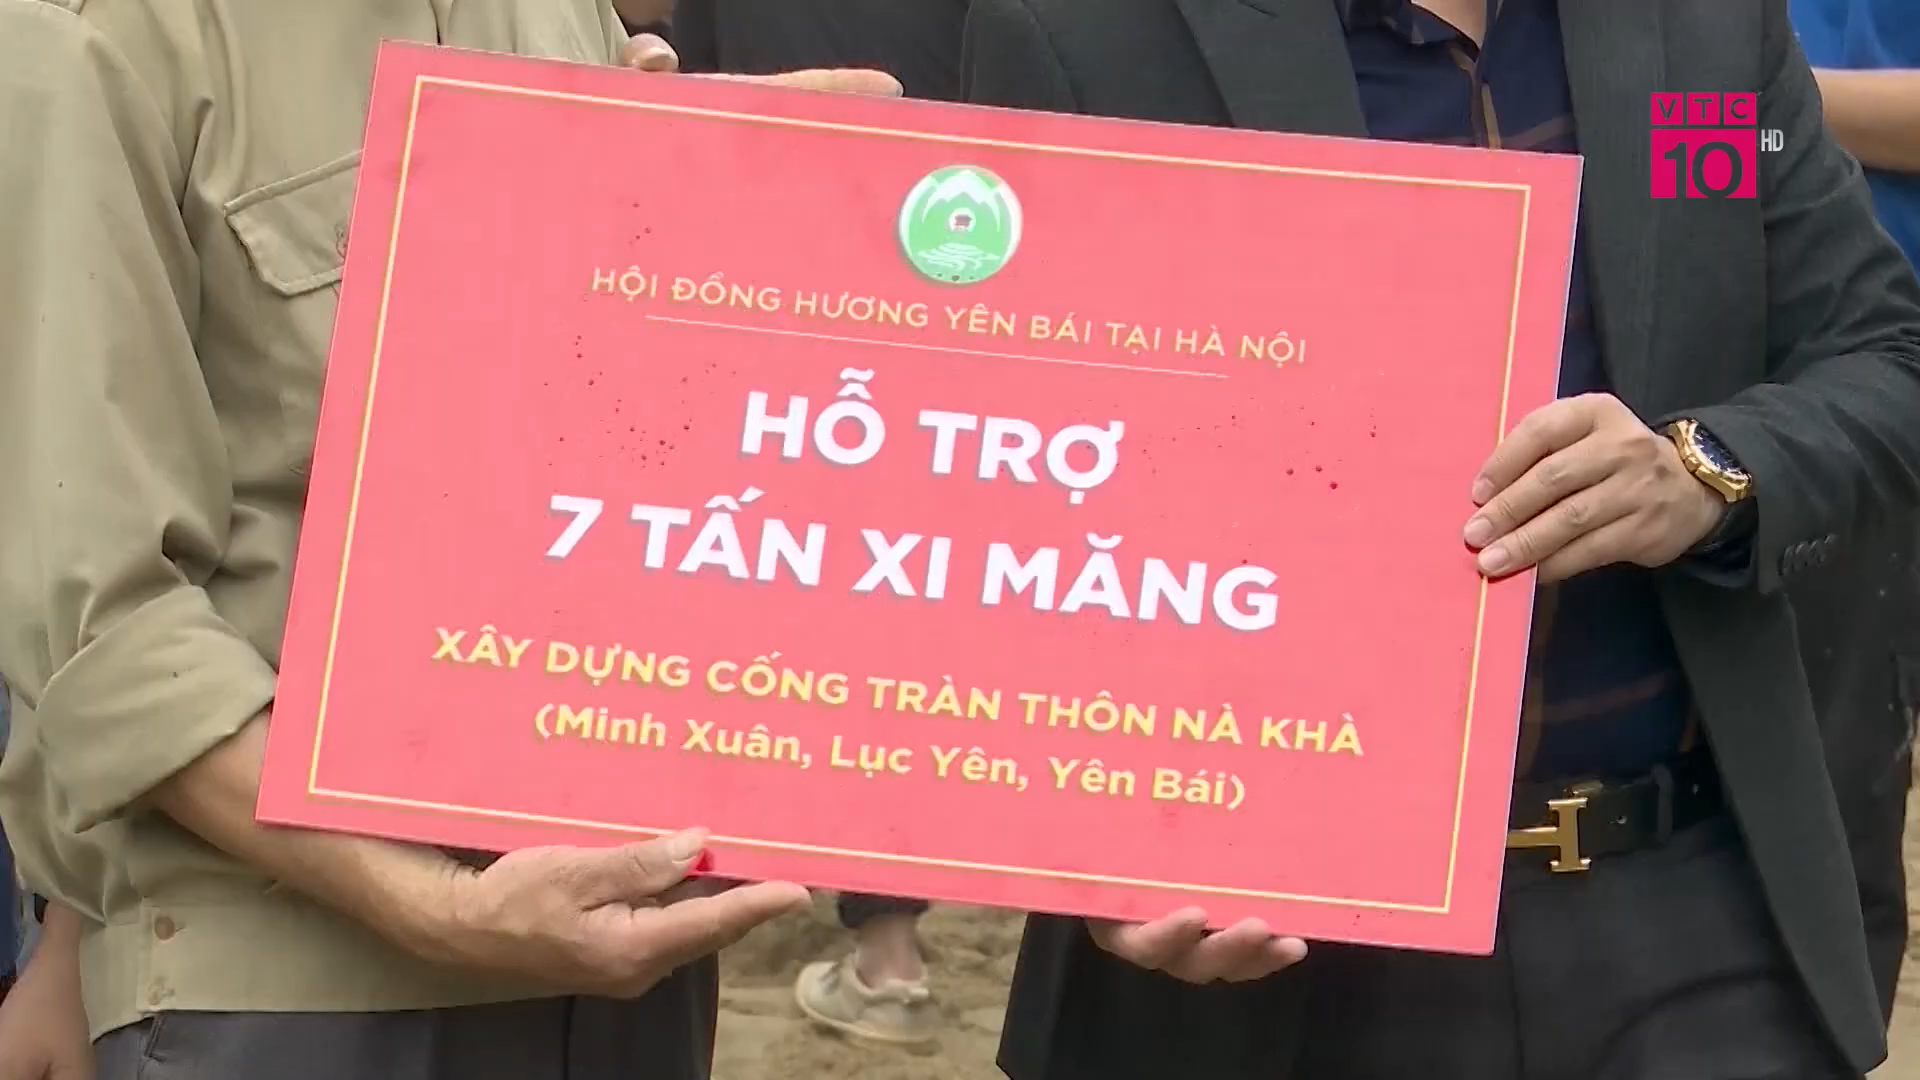 VTC
10 HD
HỘI ĐỒNG HƯƠNG YÊN BÁI TẠI HÀ NỘI
HỖ TRỢ
7 TẤN XI MĂNG
XÂY DỰNG CỐNG TRÀN THÔN NÀ KHÀ
(Minh Xuân, Lục Yên, Yên Bái)